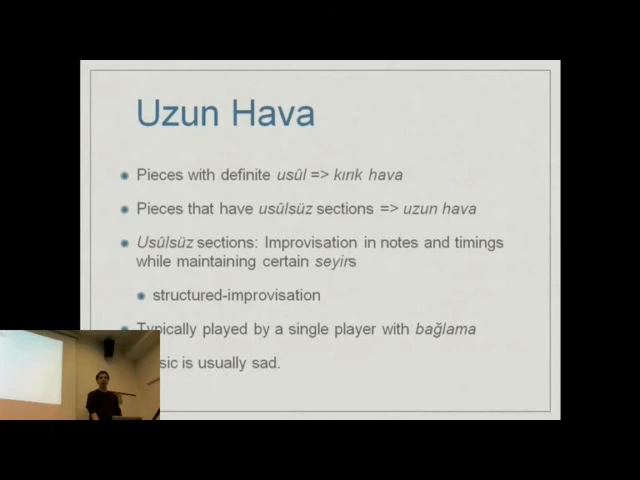 Uzun Hava
Pieces with definite usûl => kırık hava
Pieces that have usûlsüz sections => uzun hava
Usûlsüz sections: Improvisation in notes and timings
while maintaining certain seyirs
structured-improvisation
Typically played by a single player with bağlama
is usually sad.